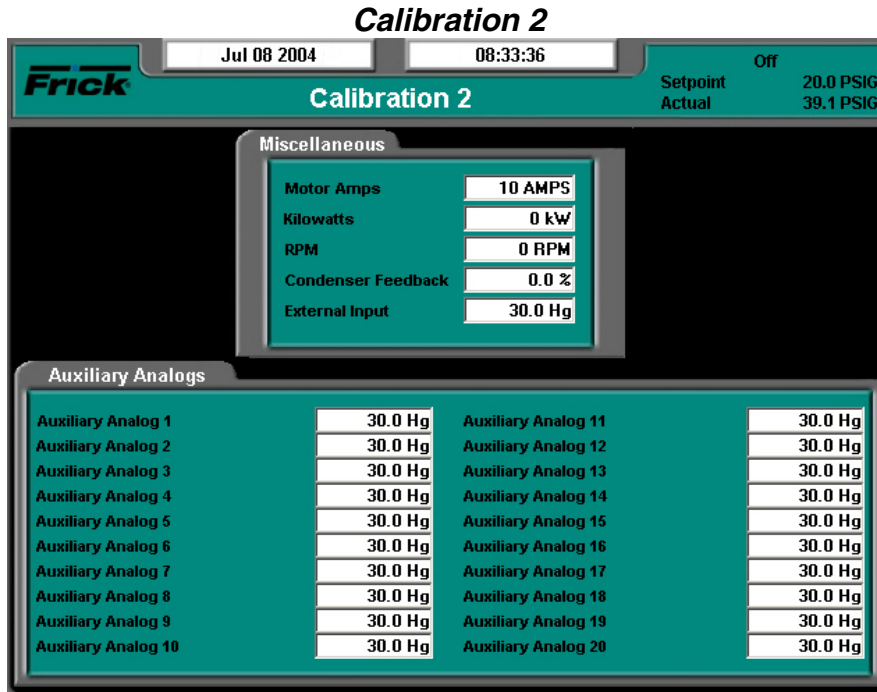 Calibration 2
Jul 08 2004 08:33:36
Frick
Calibration 2
Off
Setpoint 20.0 PSIG
Actual 39.1 PSIG
Miscellaneous
Motor Amps 10 AMPS
Kilowatts 0 kW
RPM 0 RPM
Condenser Feedback 0.0 %
External Input 30.0 Hg
Auxiliary Analogs
Auxiliary Analog 1 30.0 Hg Auxiliary Analog 11 30.0 Hg
Auxiliary Analog 2 30.0 Hg Auxiliary Analog 12 30.0 Hg
Auxiliary Analog 3 30.0 Hg Auxiliary Analog 13 30.0 Hg
Auxiliary Analog 4 30.0 Hg Auxiliary Analog 14 30.0 Hg
Auxiliary Analog 5 30.0 Hg Auxiliary Analog 15 30.0 Hg
Auxiliary Analog 6 30.0 Hg Auxiliary Analog 16 30.0 Hg
Auxiliary Analog 7 30.0 Hg Auxiliary Analog 17 30.0 Hg
Auxiliary Analog 8 30.0 Hg Auxiliary Analog 18 30.0 Hg
Auxiliary Analog 9 30.0 Hg Auxiliary Analog 19 30.0 Hg
Auxiliary Analog 10 30.0 Hg Auxiliary Analog 20 30.0 Hg